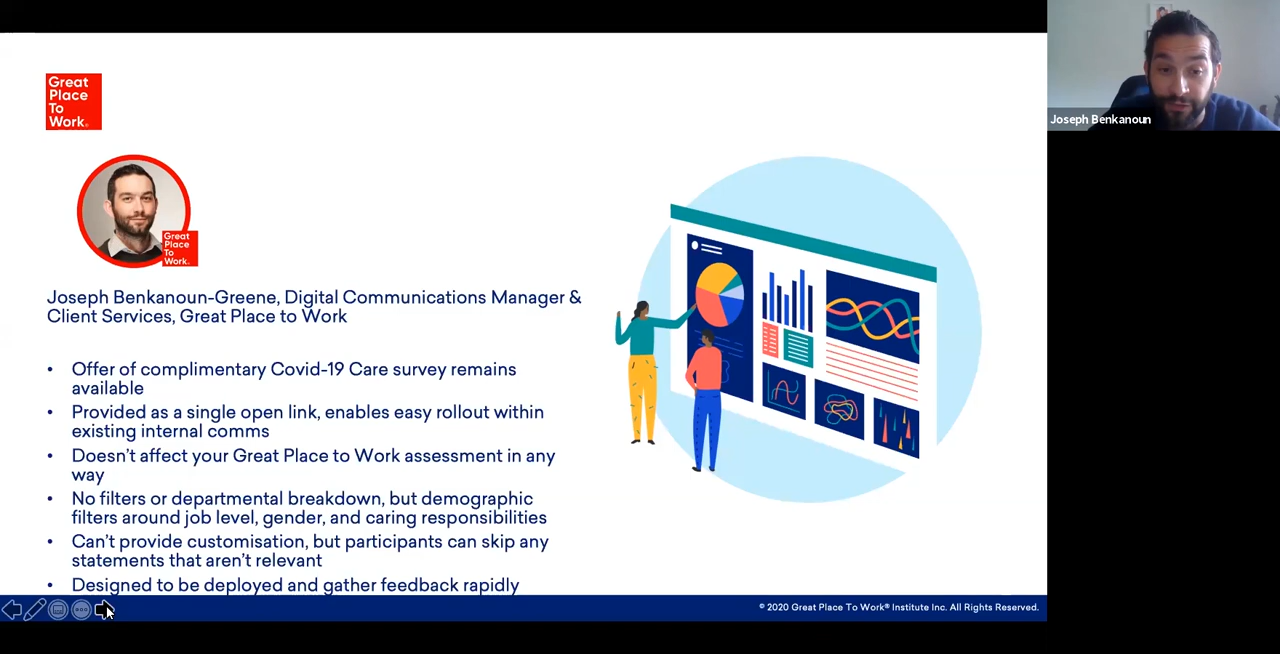 Great
Place
To
Work®
Joseph Benkanoun
Great
Place
To
Work®
Joseph Benkanoun-Greene, Digital Communications Manager &
Client Services, Great Place to Work
• Offer of complimentary Covid-19 Care survey remains
available
• Provided as a single open link, enables easy rollout within
existing internal comms
• Doesn’t affect your Great Place to Work assessment in any
way
• No filters or departmental breakdown, but demographic
filters around job level, gender, and caring responsibilities
• Can’t provide customisation, but participants can skip any
statements that aren’t relevant
• Designed to be deployed and gather feedback rapidly
© 2020 Great Place To Work® Institute Inc. All Rights Reserved.